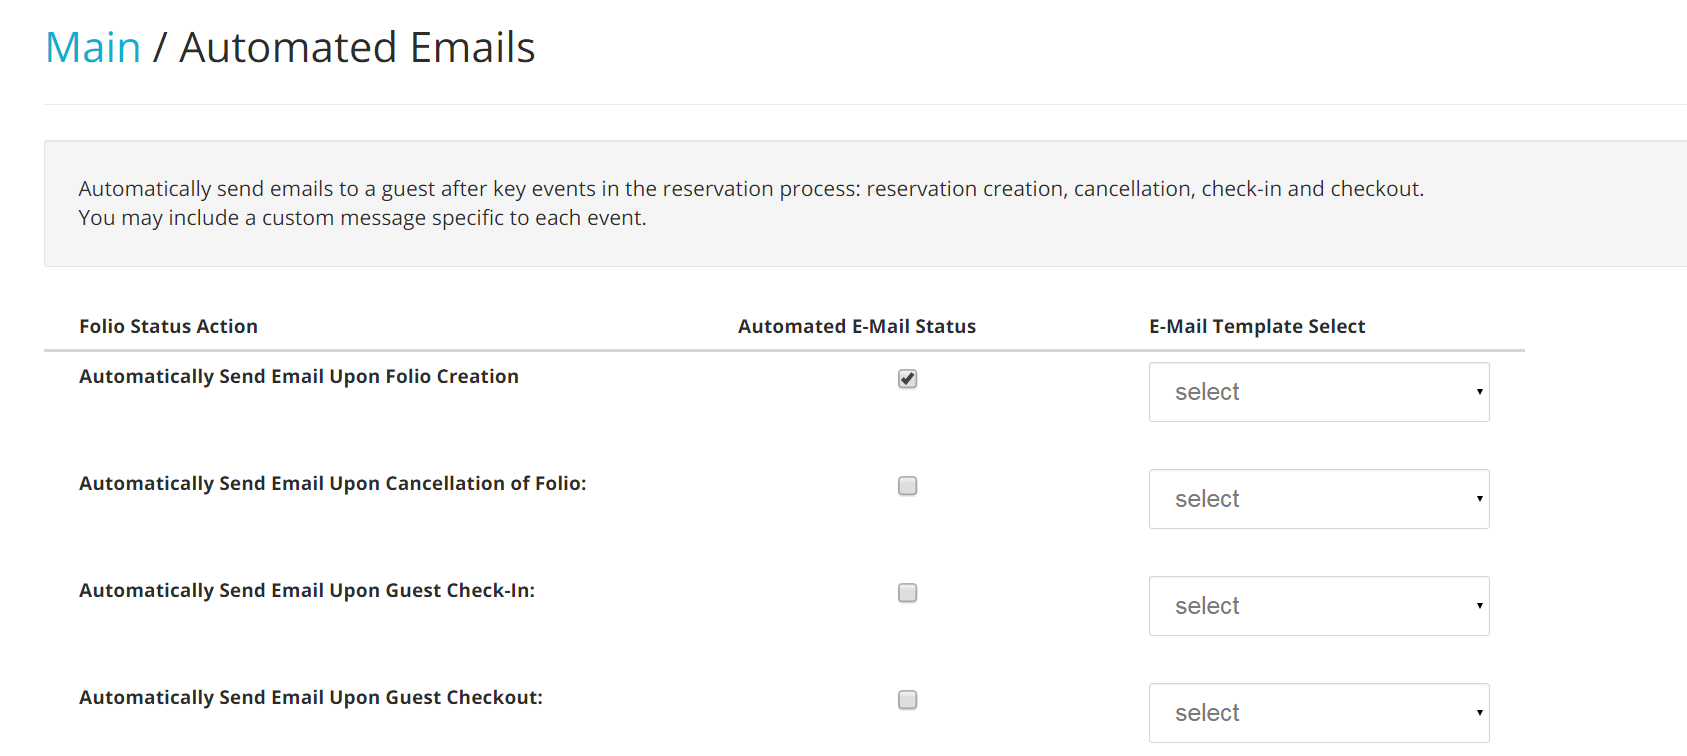 Main / Automated Emails
Automatically send emails to a guest after key events in the reservation process: reservation creation, cancellation, check-in and checkout.
You may include a custom message specific to each event.
Folio Status Action Automated E-Mail Status E-Mail Template Select
Automatically Send Email Upon Folio Creation select
Automatically Send Email Upon Cancellation of Folio: select
Automatically Send Email Upon Guest Check-In: select
Automatically Send Email Upon Guest Checkout: select